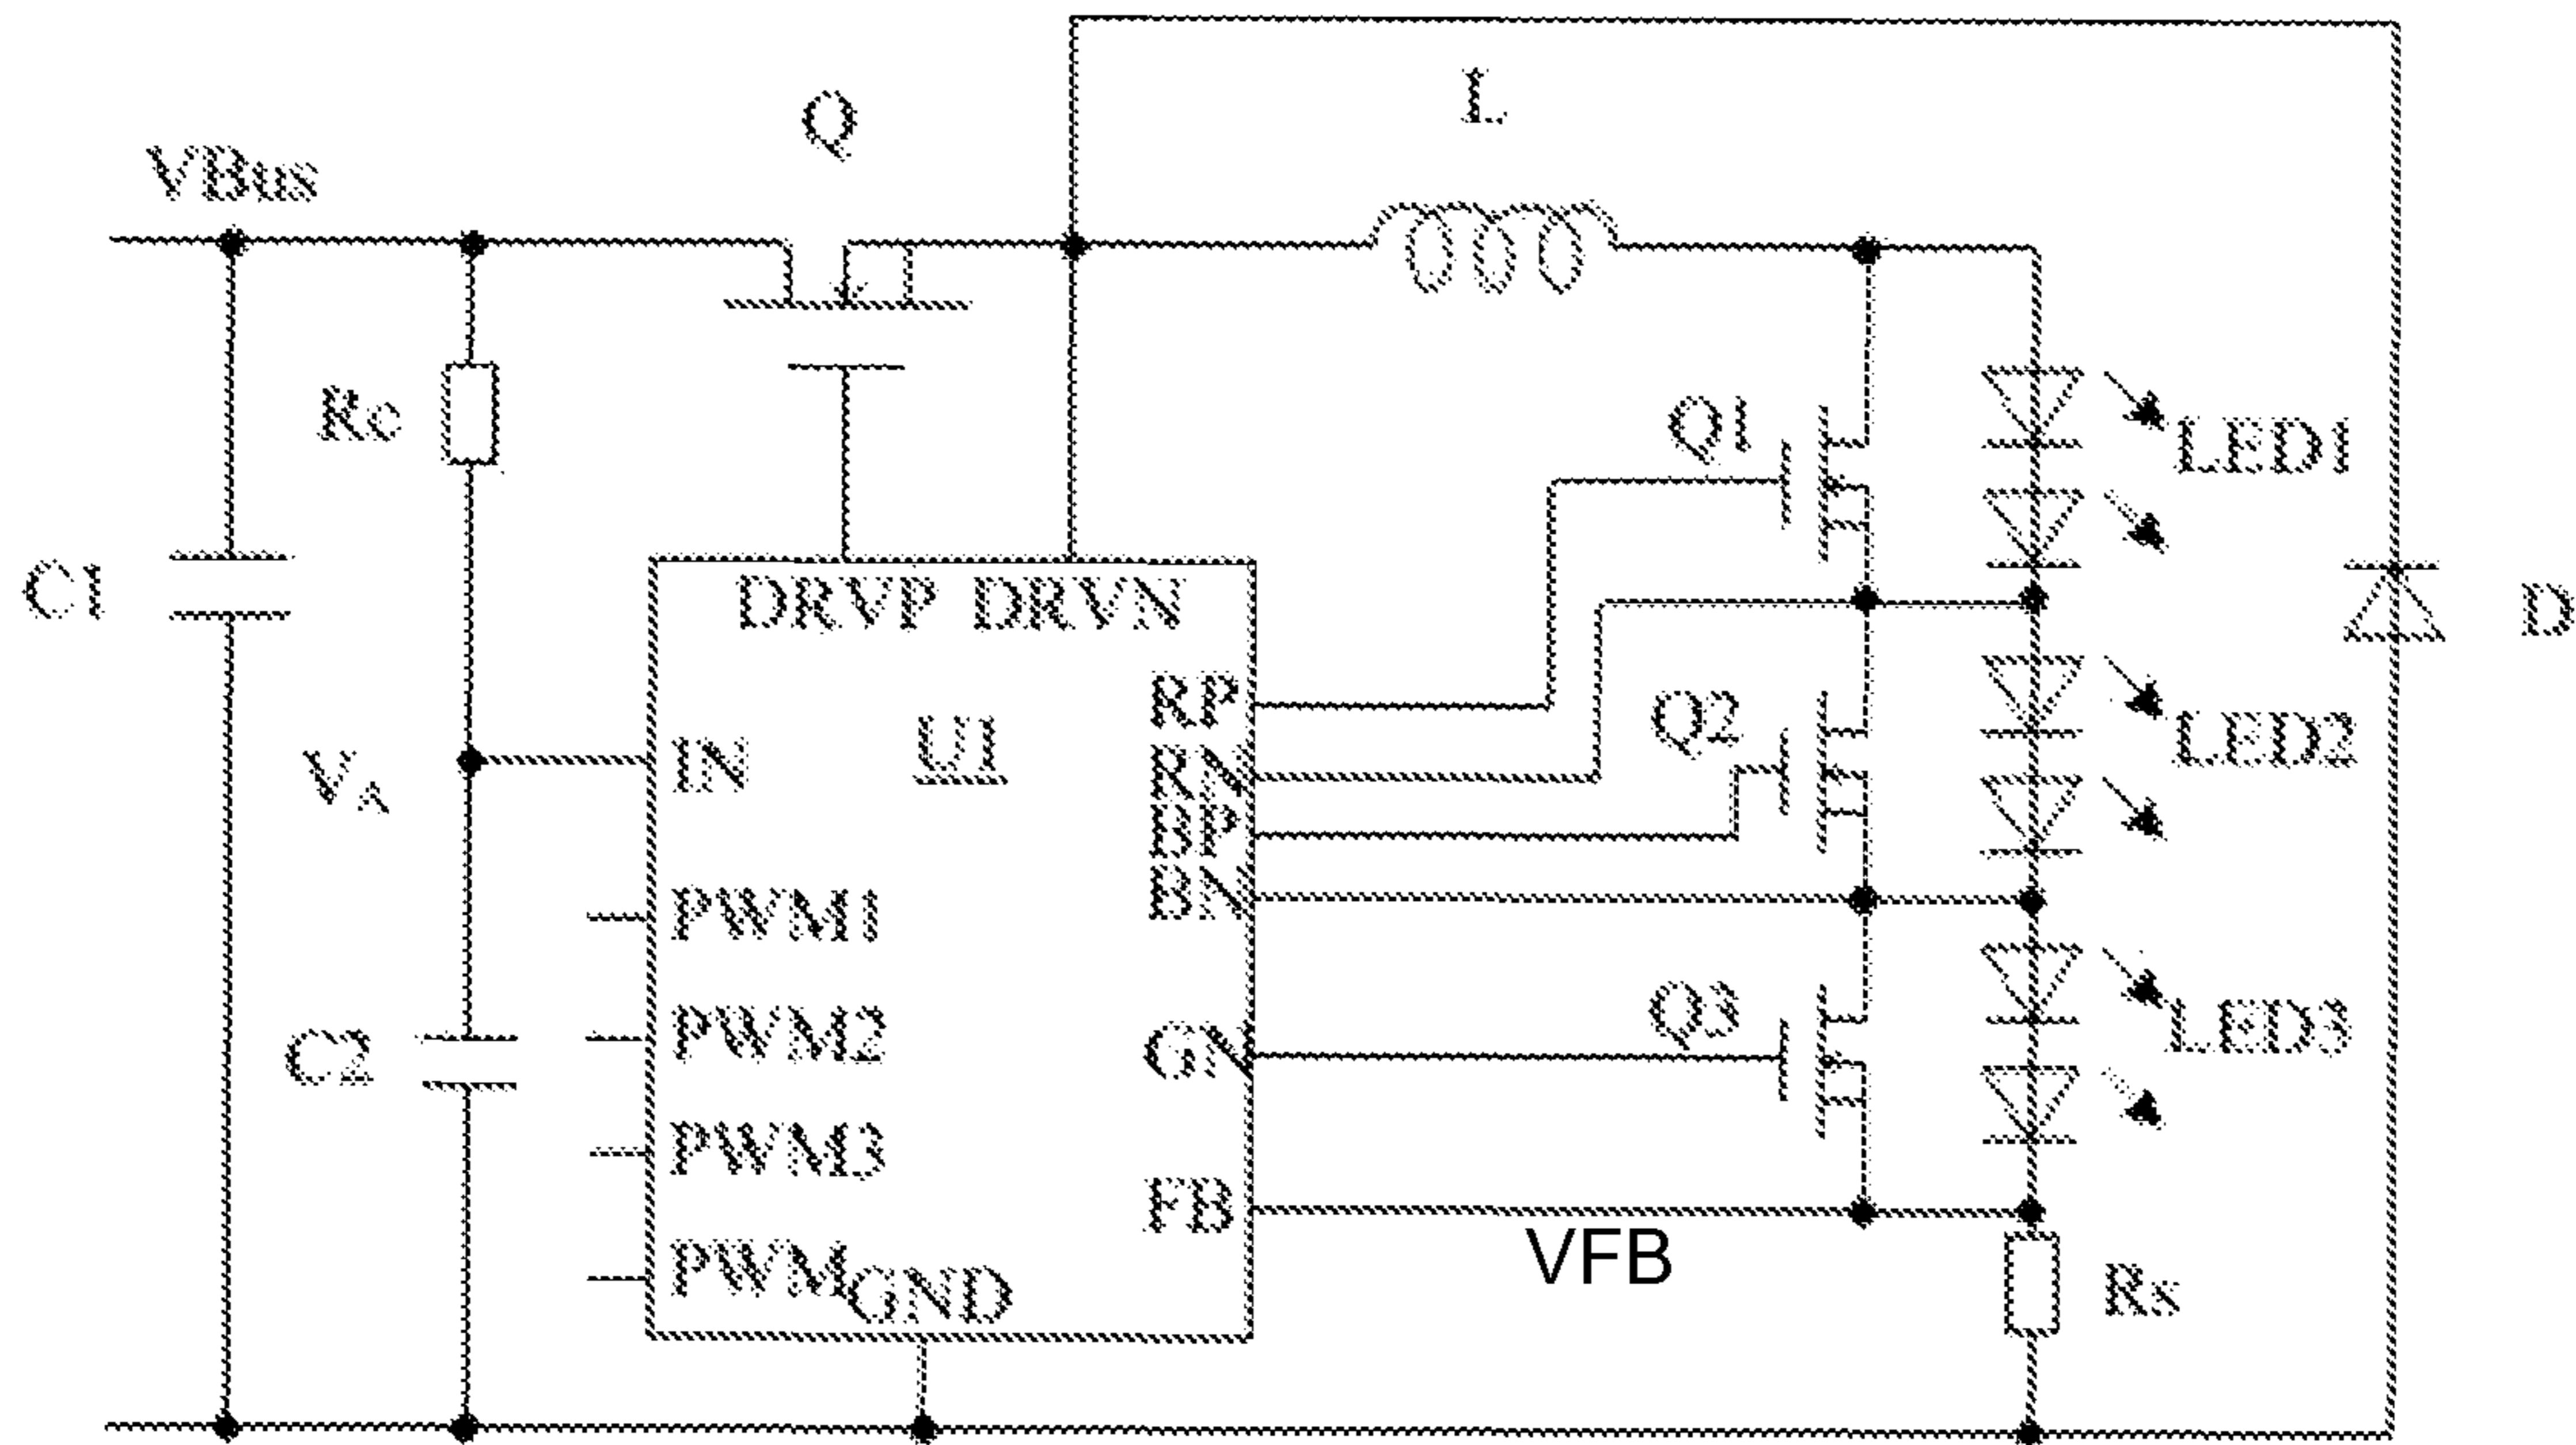 L
Q
VBus
Rc
Q1
LED1
C1
DRVP DRVN
D
RP
Q2
U1
RN
LED2
IN
VA
BP
BN
PWM1
Q3
LED3
PWM2
GN
C2
PWM3
FB
VFB
PWM
GND
Rs